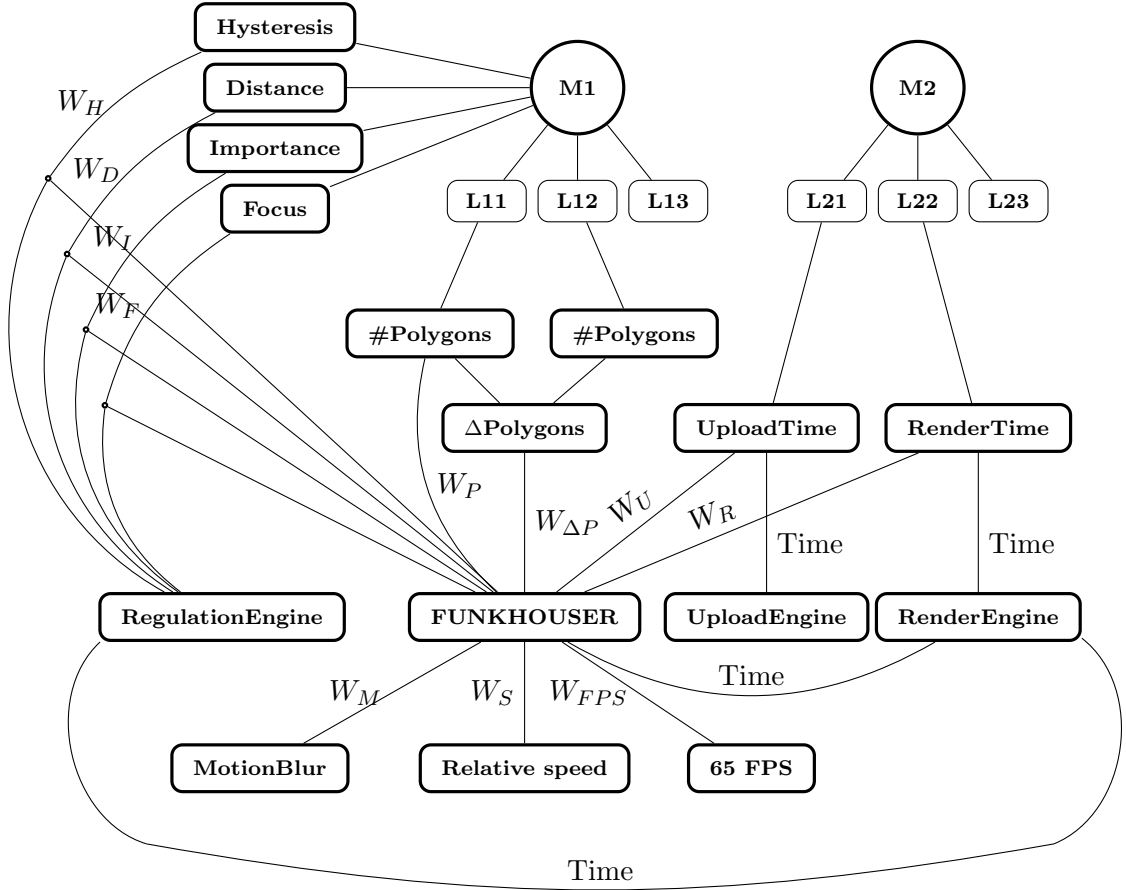 Hysteresis
Distance
M1
M2
W_H
Importance
W_D
Focus
L11
L12
L13
L21
L22
L23
W_I
W_F
#Polygons
#Polygons
ΔPolygons
UploadTime
RenderTime
W_P
W_ΔP
W_U
W_R
Time
Time
RegulationEngine
FUNKHOUSER
UploadEngine
RenderEngine
Time
W_M
W_S
W_FPS
MotionBlur
Relative speed
65 FPS
Time